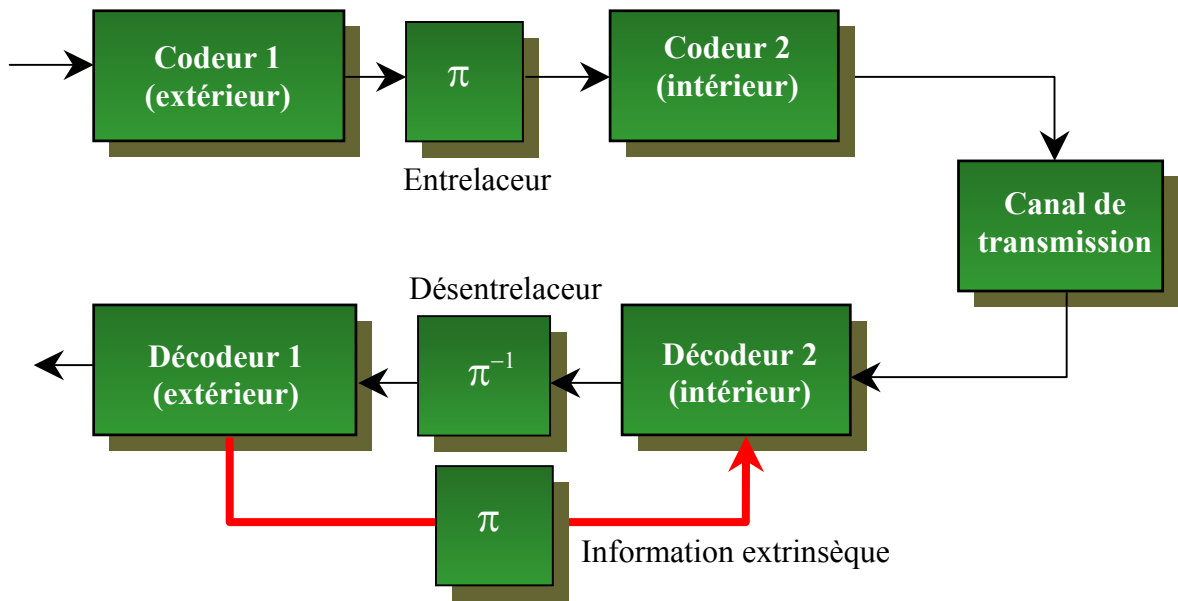 Codeur 1
(extérieur)
π
Codeur 2
(intérieur)
Entrelaceur
Canal de
transmission
Désentrelaceur
Décodeur 1
(extérieur)
π⁻¹
Décodeur 2
(intérieur)
π
Information extrinsèque